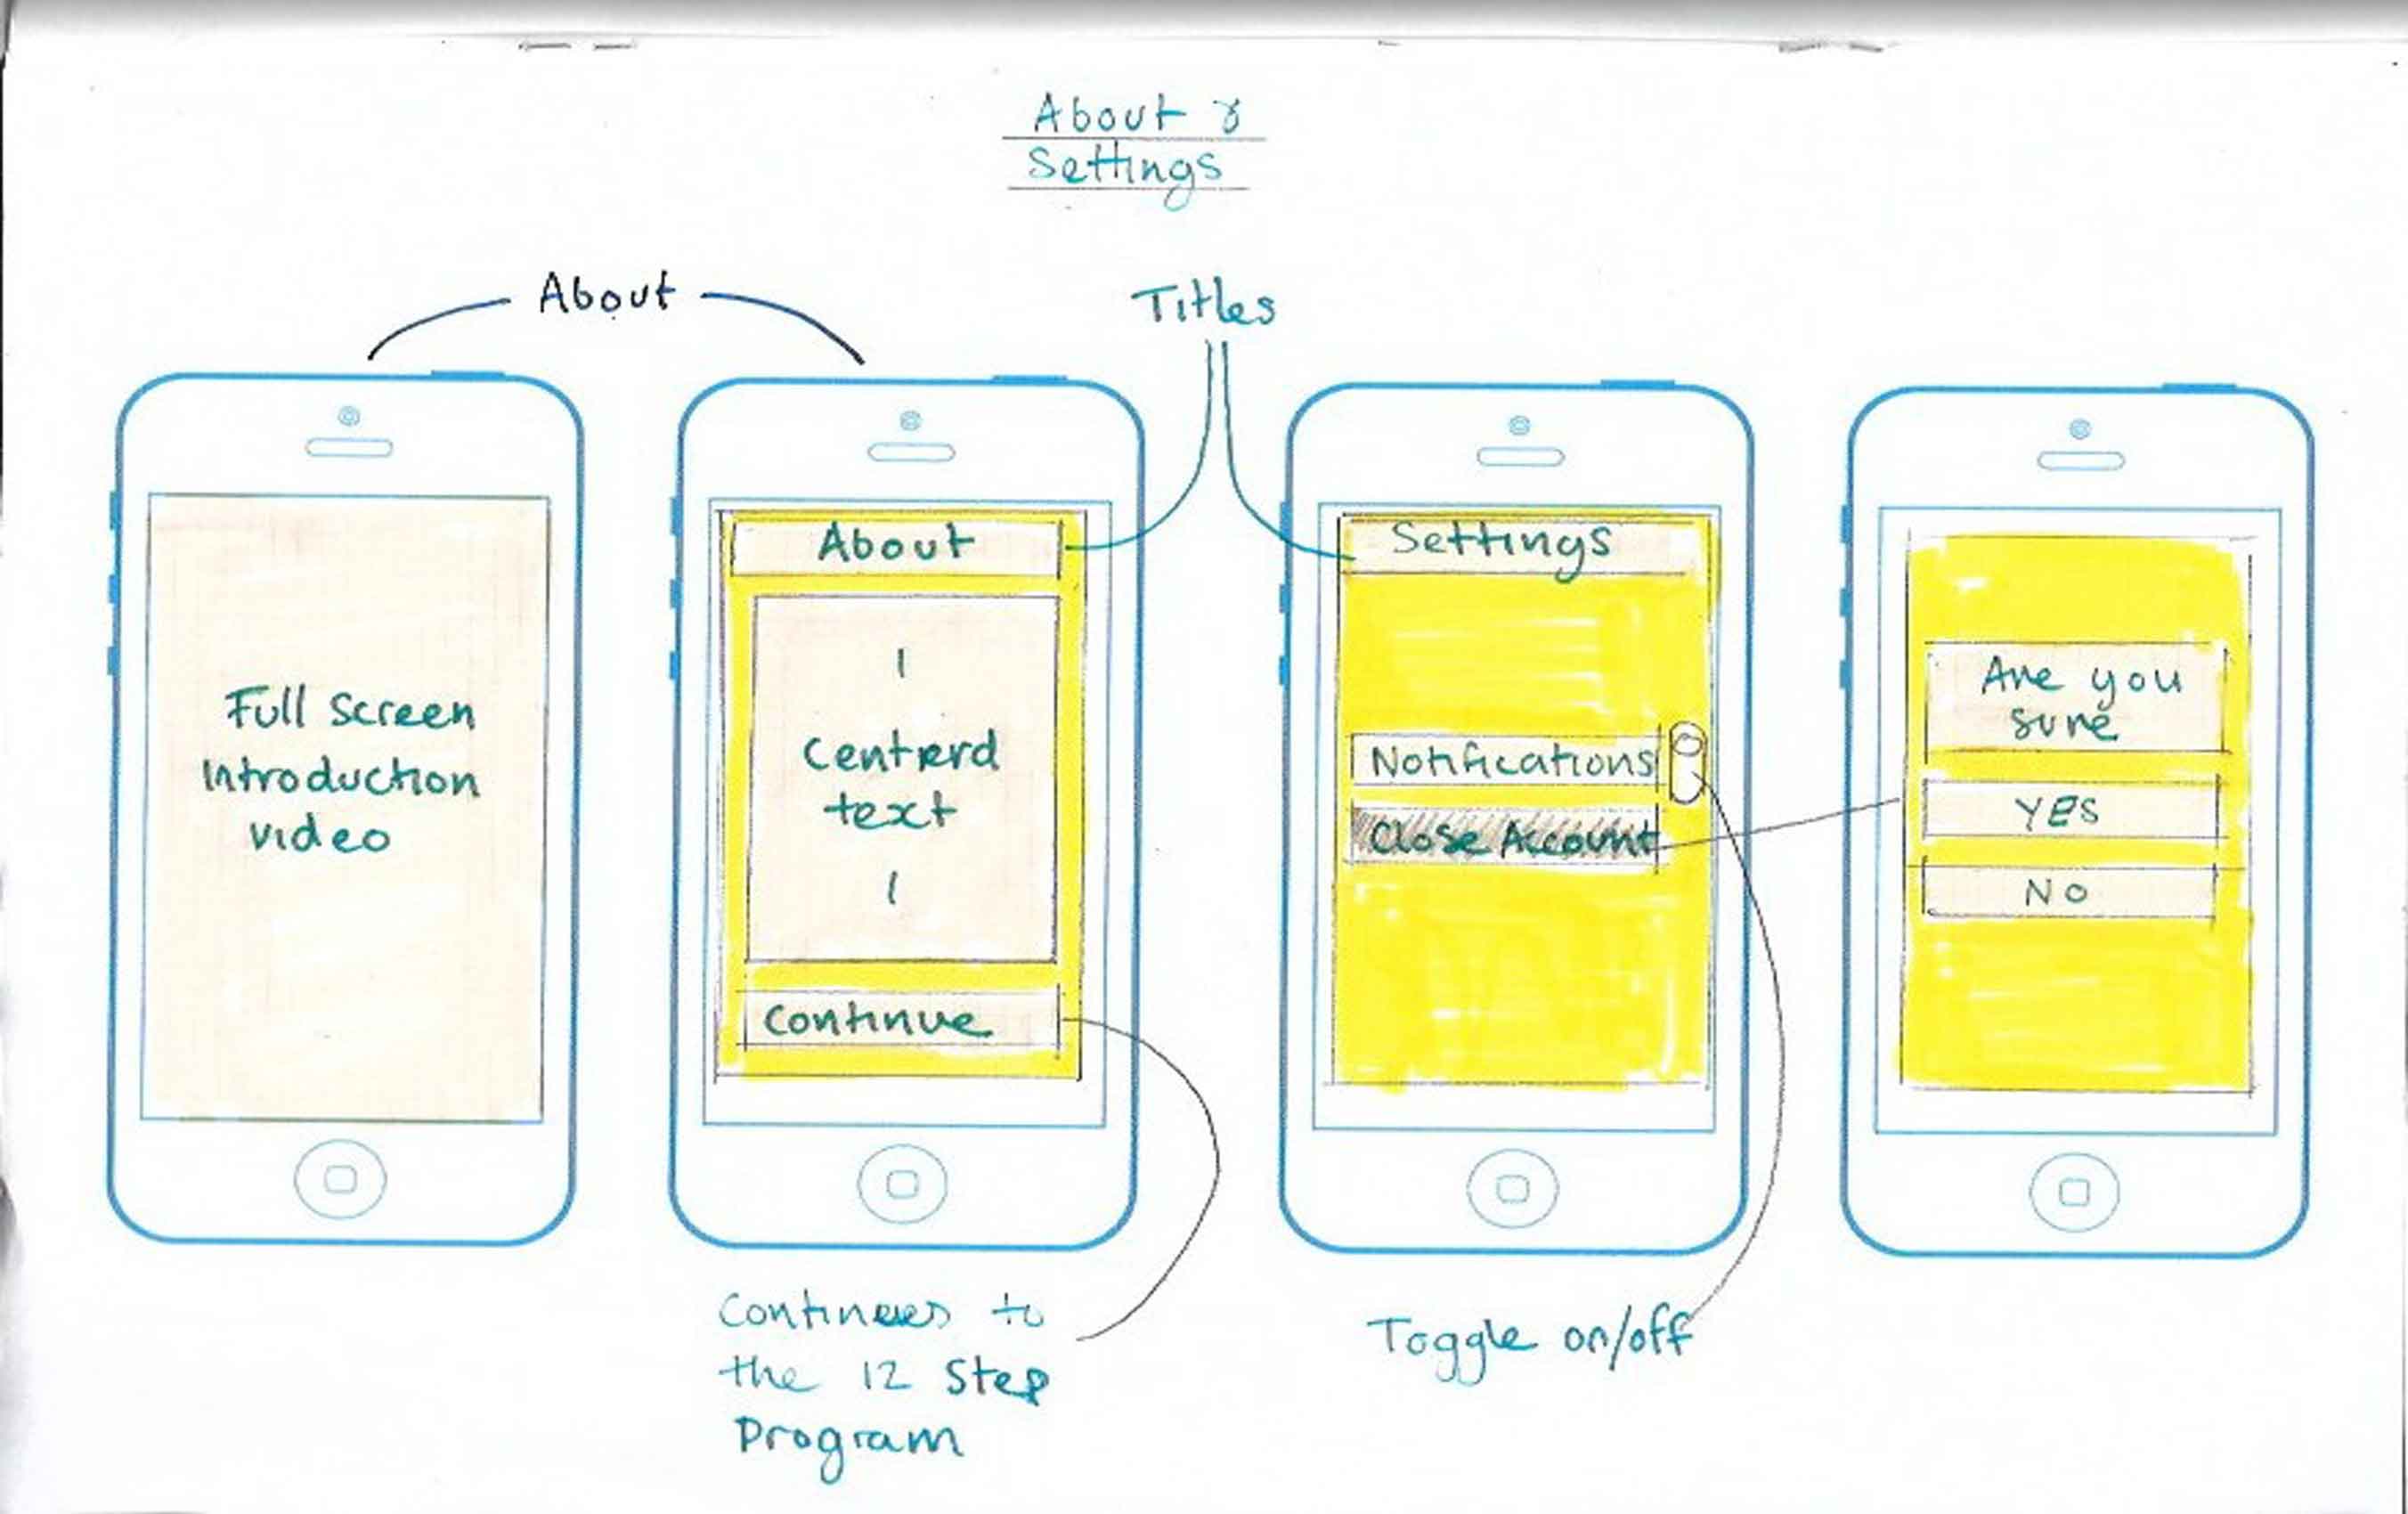 About &
Settings
About
Titles
Full Screen
Introduction
video
About
Centerd
text
Continue
Settings
Notifications
Close Account
Are you
sure
YES
NO
Continues to
the 12 Step
Program
Toggle on/off